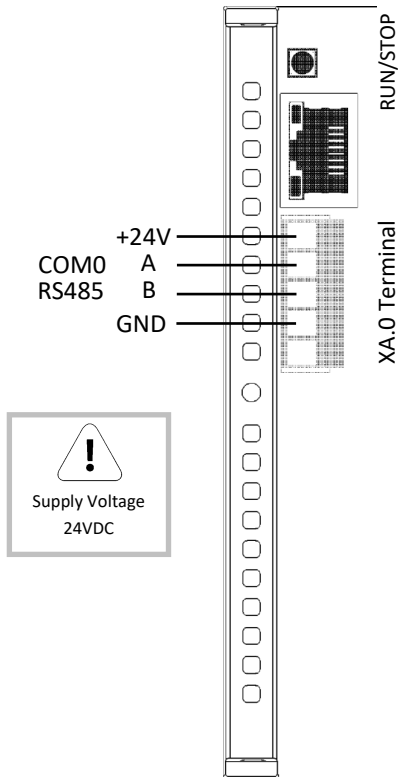 RUN/STOP
+24V
COM0 A
RS485 B
GND
XA.0 Terminal
!
Supply Voltage
24VDC